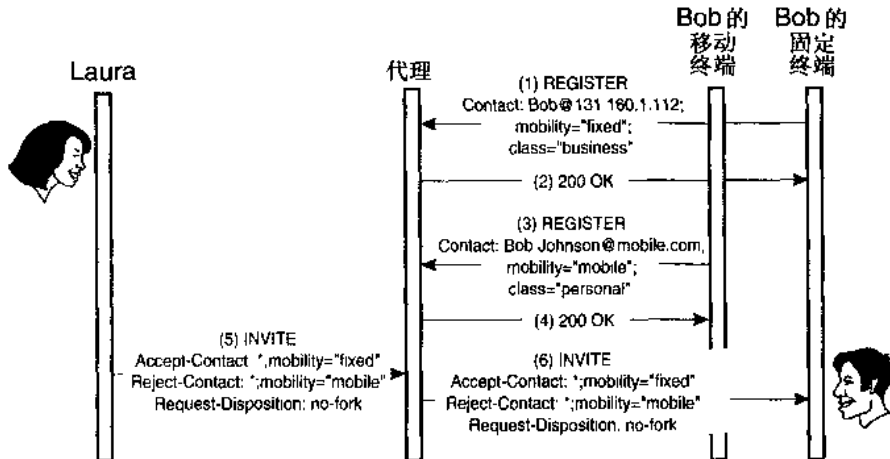 Laura
代理
Bob的
移动
终端
Bob的
固定
终端
(1) REGISTER
Contact: Bob@131 160.1.112;
mobility="fixed";
class="business"
(2) 200 OK
(3) REGISTER
Contact: Bob Johnson@mobile.com,
mobility="mobile";
class="personal"
(4) 200 OK
(5) INVITE
Accept-Contact *,mobility="fixed"
Reject-Contact: *;mobility="mobile"
Request-Disposition: no-fork
(6) INVITE
Accept-Contact: *;mobility="fixed"
Reject-Contact: *;mobility="mobile"
Request-Disposition. no-fork